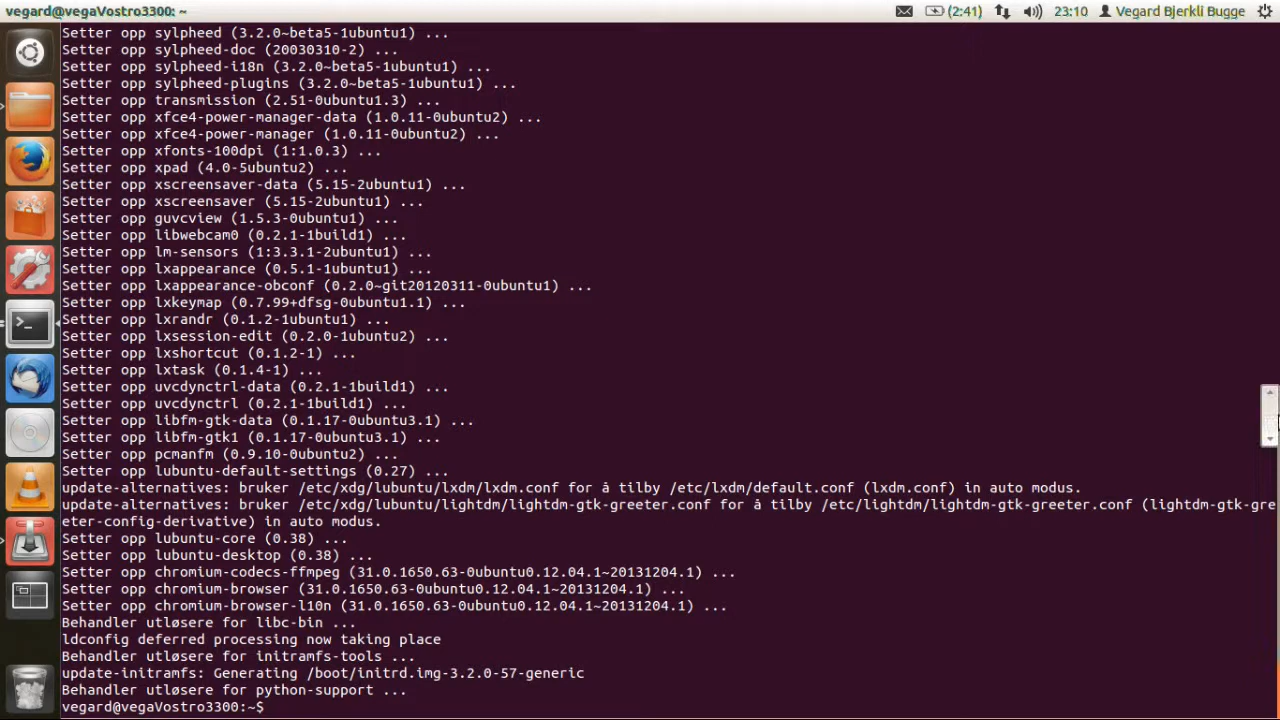 vegard@vegaVostro3300: ~
(2:41)
23:10
Vegard Bjerkli Bugge
Setter opp sylpheed (3.2.0~beta5-1ubuntu1) ...
Setter opp sylpheed-doc (20030310-2) ...
Setter opp sylpheed-i18n (3.2.0~beta5-1ubuntu1) ...
Setter opp sylpheed-plugins (3.2.0~beta5-1ubuntu1) ...
Setter opp transmission (2.51-0ubuntu1.3) ...
Setter opp xfce4-power-manager-data (1.0.11-0ubuntu2) ...
Setter opp xfce4-power-manager (1.0.11-0ubuntu2) ...
Setter opp xfonts-100dpi (1:1.0.3) ...
Setter opp xpad (4.0-5ubuntu2) ...
Setter opp xscreensaver-data (5.15-2ubuntu1) ...
Setter opp xscreensaver (5.15-2ubuntu1) ...
Setter opp guvcview (1.5.3-0ubuntu1) ...
Setter opp libwebcam0 (0.2.1-1build1) ...
Setter opp lm-sensors (1:3.3.1-2ubuntu1) ...
Setter opp lxappearance (0.5.1-1ubuntu1) ...
Setter opp lxappearance-obconf (0.2.0~git20120311-0ubuntu1) ...
Setter opp lxkeymap (0.7.99+dfsg-0ubuntu1.1) ...
Setter opp lxrandr (0.1.2-1ubuntu1) ...
Setter opp lxsession-edit (0.2.0-1ubuntu2) ...
Setter opp lxshortcut (0.1.2-1) ...
Setter opp lxtask (0.1.4-1) ...
Setter opp uvcdynctrl-data (0.2.1-1build1) ...
Setter opp uvcdynctrl (0.2.1-1build1) ...
Setter opp libfm-gtk-data (0.1.17-0ubuntu3.1) ...
Setter opp libfm-gtk1 (0.1.17-0ubuntu3.1) ...
Setter opp pcmanfm (0.9.10-0ubuntu2) ...
Setter opp lubuntu-default-settings (0.27) ...
update-alternatives: bruker /etc/xdg/lubuntu/lxdm/lxdm.conf for å tilby /etc/lxdm/default.conf (lxdm.conf) in auto modus.
update-alternatives: bruker /etc/xdg/lubuntu/lightdm/lightdm-gtk-greeter.conf for å tilby /etc/lightdm/lightdm-gtk-greeter.conf (lightdm-gtk-gre
eter-config-derivative) in auto modus.
Setter opp lubuntu-core (0.38) ...
Setter opp lubuntu-desktop (0.38) ...
Setter opp chromium-codecs-ffmpeg (31.0.1650.63-0ubuntu0.12.04.1~20131204.1) ...
Setter opp chromium-browser (31.0.1650.63-0ubuntu0.12.04.1~20131204.1) ...
Setter opp chromium-browser-l10n (31.0.1650.63-0ubuntu0.12.04.1~20131204.1) ...
Behandler utløsere for libc-bin ...
ldconfig deferred processing now taking place
Behandler utløsere for initramfs-tools ...
update-initramfs: Generating /boot/initrd.img-3.2.0-57-generic
Behandler utløsere for python-support ...
vegard@vegaVostro3300:~$